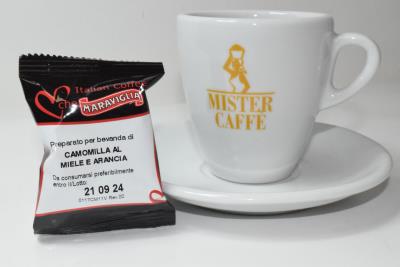 Italian Coffee
MARAVIGLIA
Preparato per bevanda di
CAMOMILLA AL
MIELE E ARANCIA
Da consumarsi preferibilmente
entro il/Lotto:
21 09 24
MISTER
CAFFE